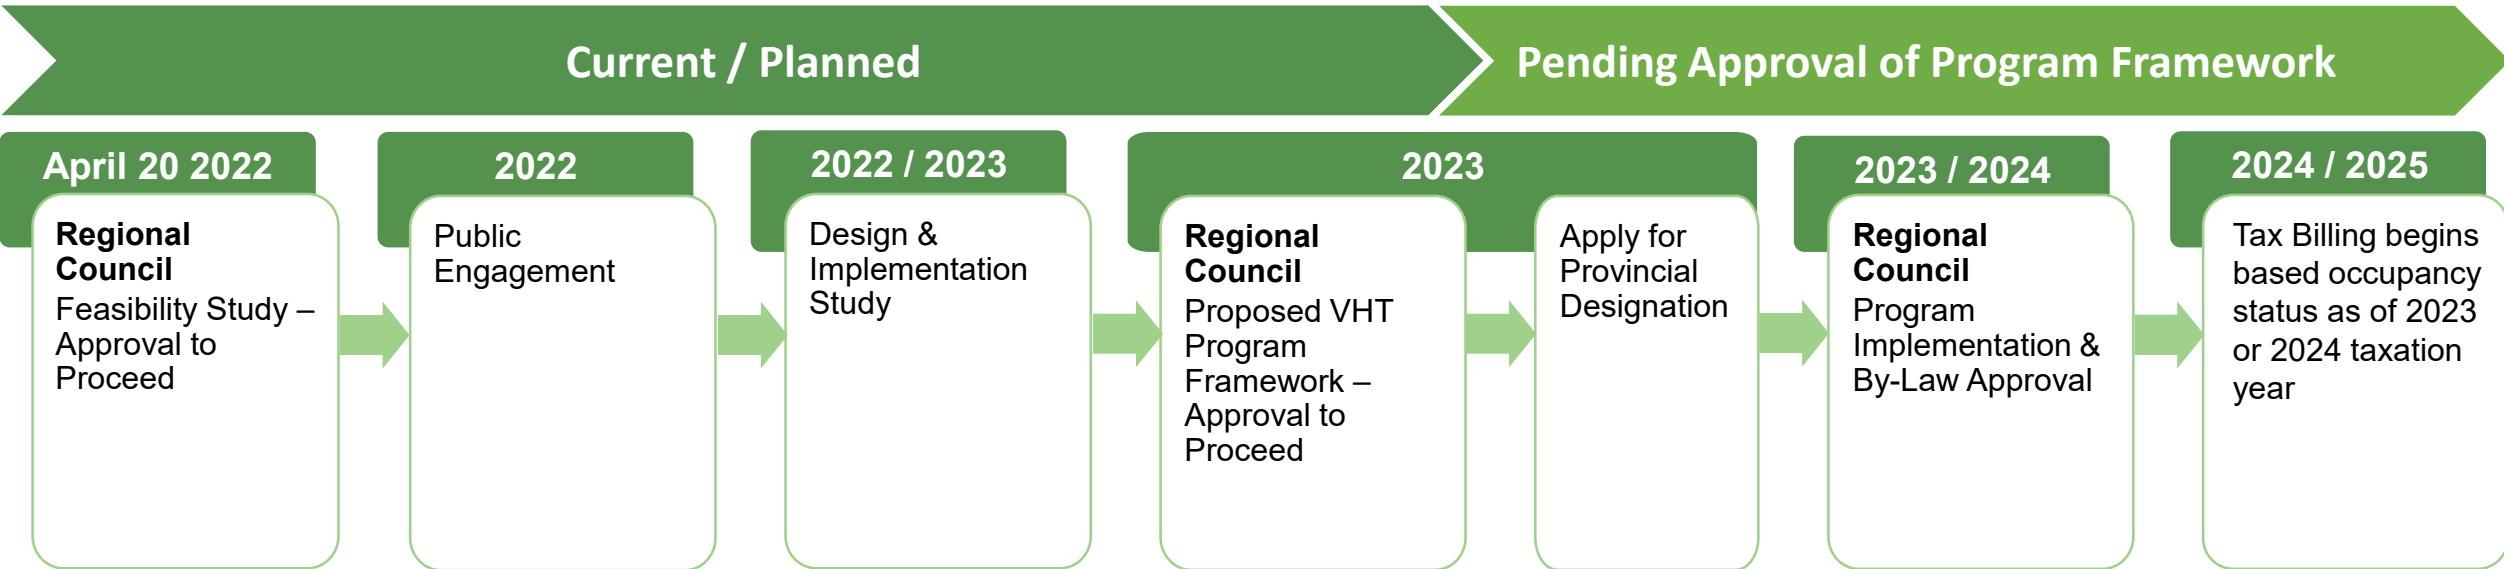 Current / Planned
Pending Approval of Program Framework
April 20 2022
Regional
Council
Feasibility Study –
Approval to
Proceed
2022
Public
Engagement
2022 / 2023
Design &
Implementation
Study
2023
Regional
Council
Proposed VHT
Program
Framework –
Approval to
Proceed
Apply for
Provincial
Designation
2023 / 2024
Regional
Council
Program
Implementation &
By-Law Approval
2024 / 2025
Tax Billing begins
based occupancy
status as of 2023
or 2024 taxation
year